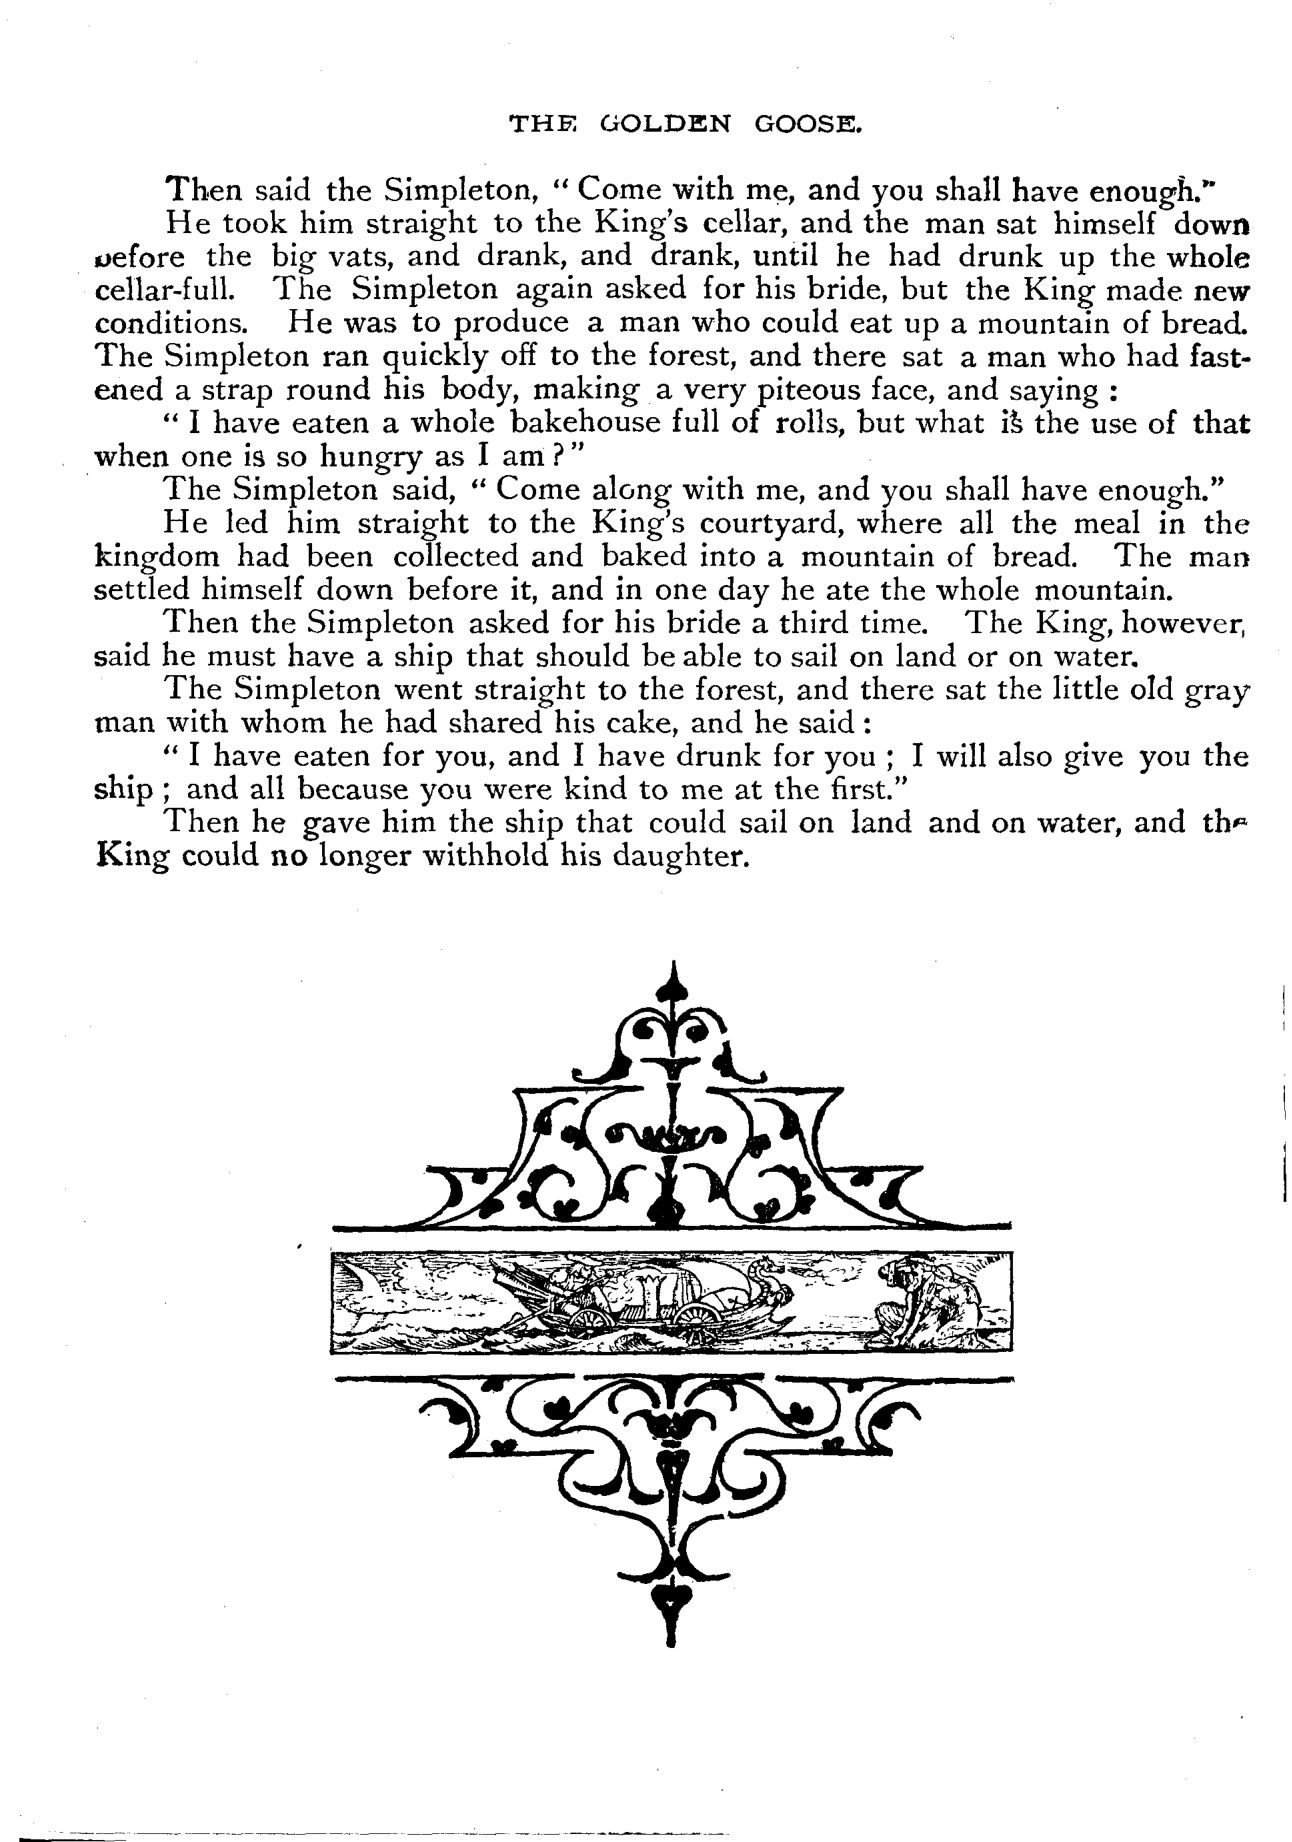 THE GOLDEN GOOSE.
Then said the Simpleton, “ Come with me, and you shall have enough.”
He took him straight to the King’s cellar, and the man sat himself down
before the big vats, and drank, and drank, until he had drunk up the whole
cellar-full. The Simpleton again asked for his bride, but the King made new
conditions. He was to produce a man who could eat up a mountain of bread.
The Simpleton ran quickly off to the forest, and there sat a man who had fast-
ened a strap round his body, making a very piteous face, and saying :
“ I have eaten a whole bakehouse full of rolls, but what is the use of that
when one is so hungry as I am ? ”
The Simpleton said, “ Come along with me, and you shall have enough.”
He led him straight to the King’s courtyard, where all the meal in the
kingdom had been collected and baked into a mountain of bread. The man
settled himself down before it, and in one day he ate the whole mountain.
Then the Simpleton asked for his bride a third time. The King, however,
said he must have a ship that should be able to sail on land or on water.
The Simpleton went straight to the forest, and there sat the little old gray
man with whom he had shared his cake, and he said :
“ I have eaten for you, and I have drunk for you ; I will also give you the
ship ; and all because you were kind to me at the first.”
Then he gave him the ship that could sail on land and on water, and the
King could no longer withhold his daughter.